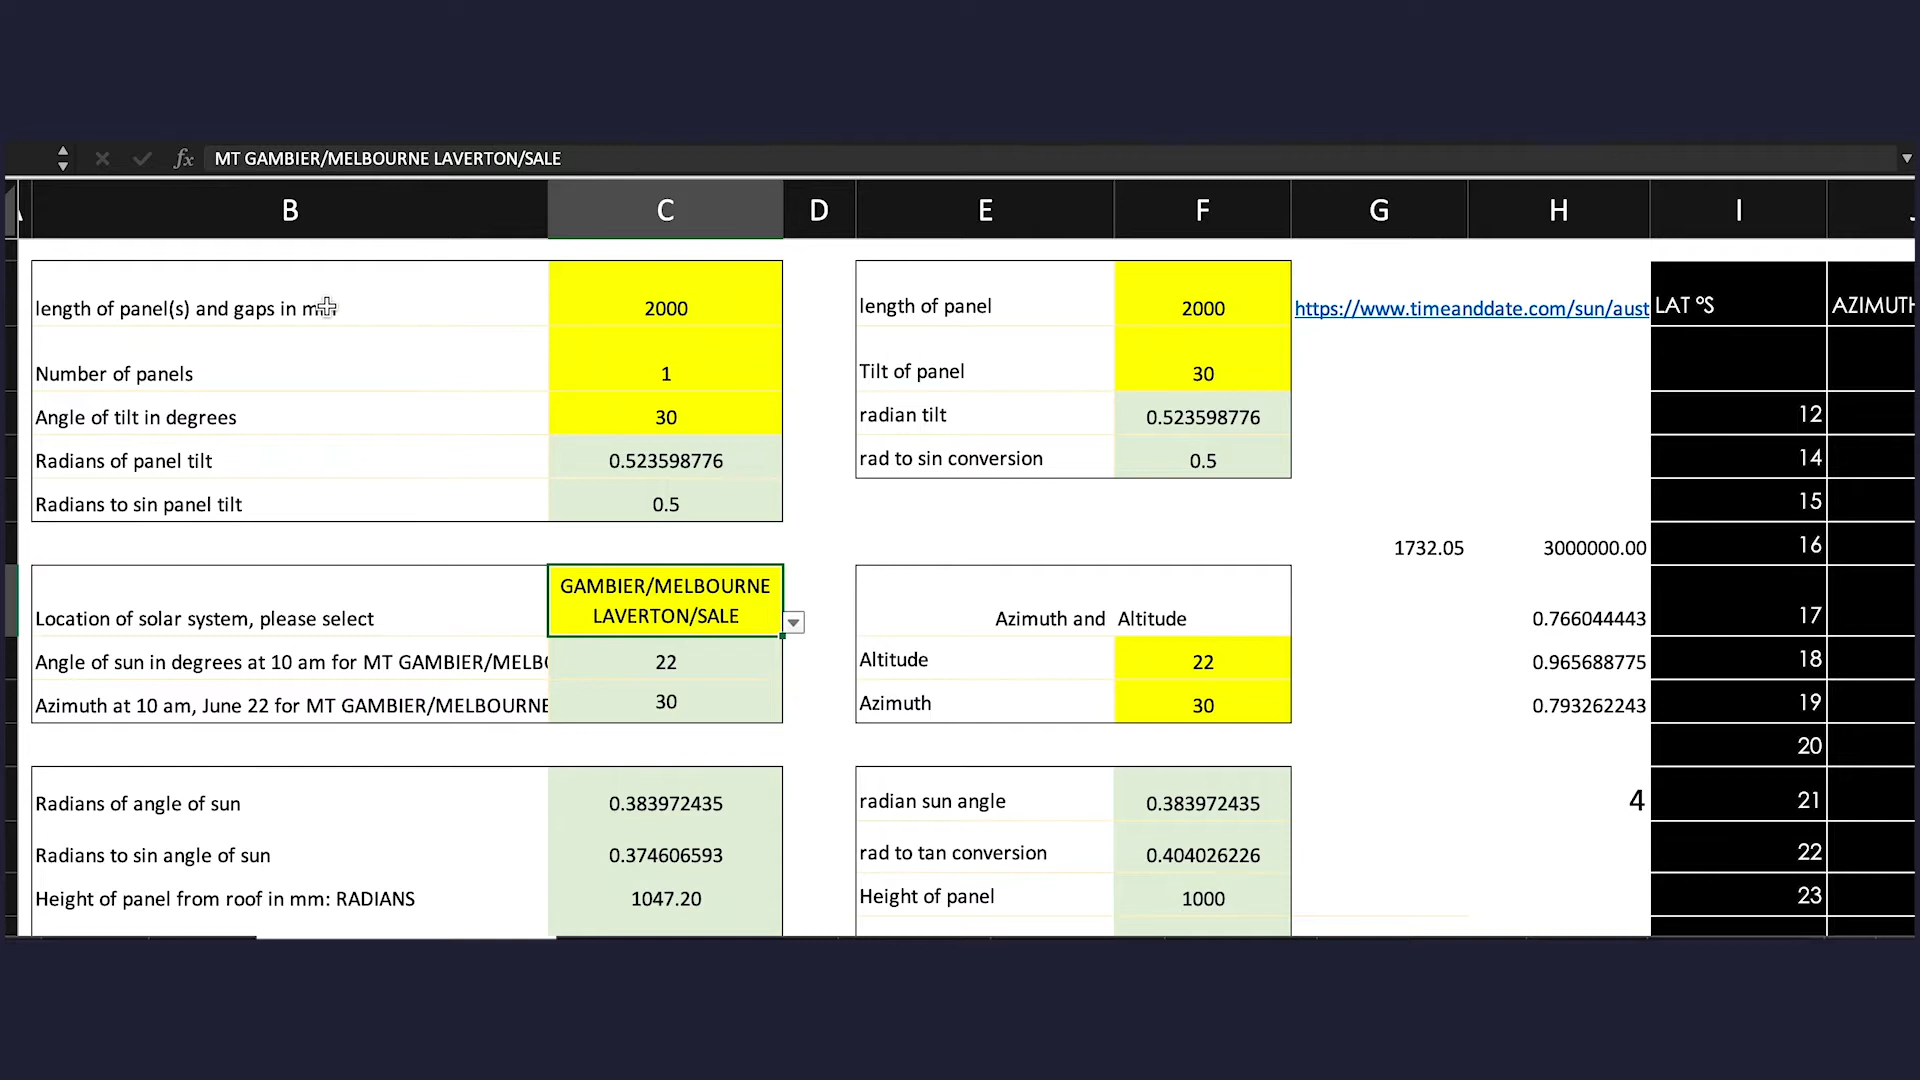 fx MT GAMBIER/MELBOURNE LAVERTON/SALE
B C D E F G H I
length of panel(s) and gaps in 2000 length of panel 2000 https://www.timeanddate.com/sun/aust LAT °S AZIMUTH
Number of panels 1 Tilt of panel 30
Angle of tilt in degrees 30 radian tilt 0.523598776 12
Radians of panel tilt 0.523598776 rad to sin conversion 0.5 14
Radians to sin panel tilt 0.5 15
1732.05 3000000.00 16
GAMBIER/MELBOURNE
LAVERTON/SALE
Location of solar system, please select Azimuth and Altitude 0.766044443 17
Angle of sun in degrees at 10 am for MT GAMBIER/MELB 22 Altitude 22 0.965688775 18
Azimuth at 10 am, June 22 for MT GAMBIER/MELBOURNE 30 Azimuth 30 0.793262243 19
20
Radians of angle of sun 0.383972435 radian sun angle 0.383972435 4 21
Radians to sin angle of sun 0.374606593 rad to tan conversion 0.404026226 22
Height of panel from roof in mm: RADIANS 1047.20 Height of panel 1000 23